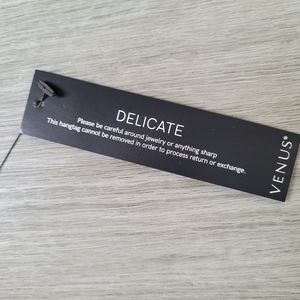 DELICATE
Please be careful around jewelry or anything sharp
This hangtag cannot be removed in order to process return or exchange.
VENUS®